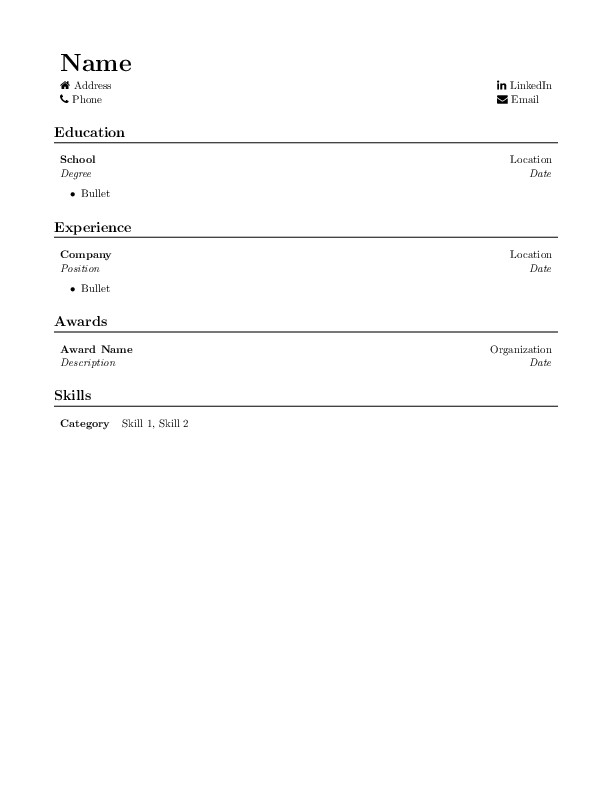 Name
Address LinkedIn
Phone Email
Education
School Location
Degree Date
• Bullet
Experience
Company Location
Position Date
• Bullet
Awards
Award Name Organization
Description Date
Skills
Category Skill 1, Skill 2